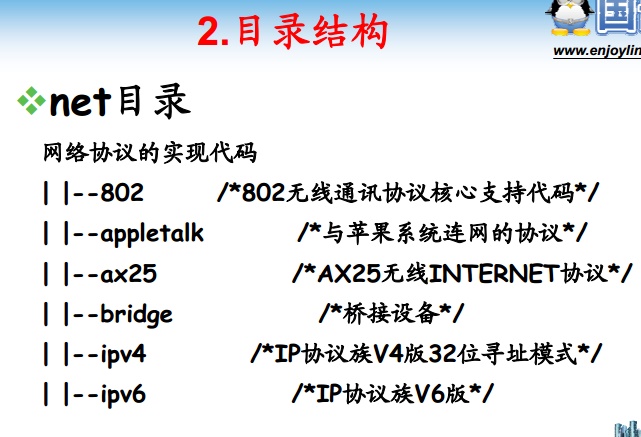 2.目录结构
国
www.enjoylin
net目录
网络协议的实现代码
| |--802 /*802无线通讯协议核心支持代码*/
| |--appletalk /*与苹果系统连网的协议*/
| |--ax25 /*AX25无线INTERNET协议*/
| |--bridge /*桥接设备*/
| |--ipv4 /*IP协议族V4版32位寻址模式*/
| |--ipv6 /*IP协议族V6版*/